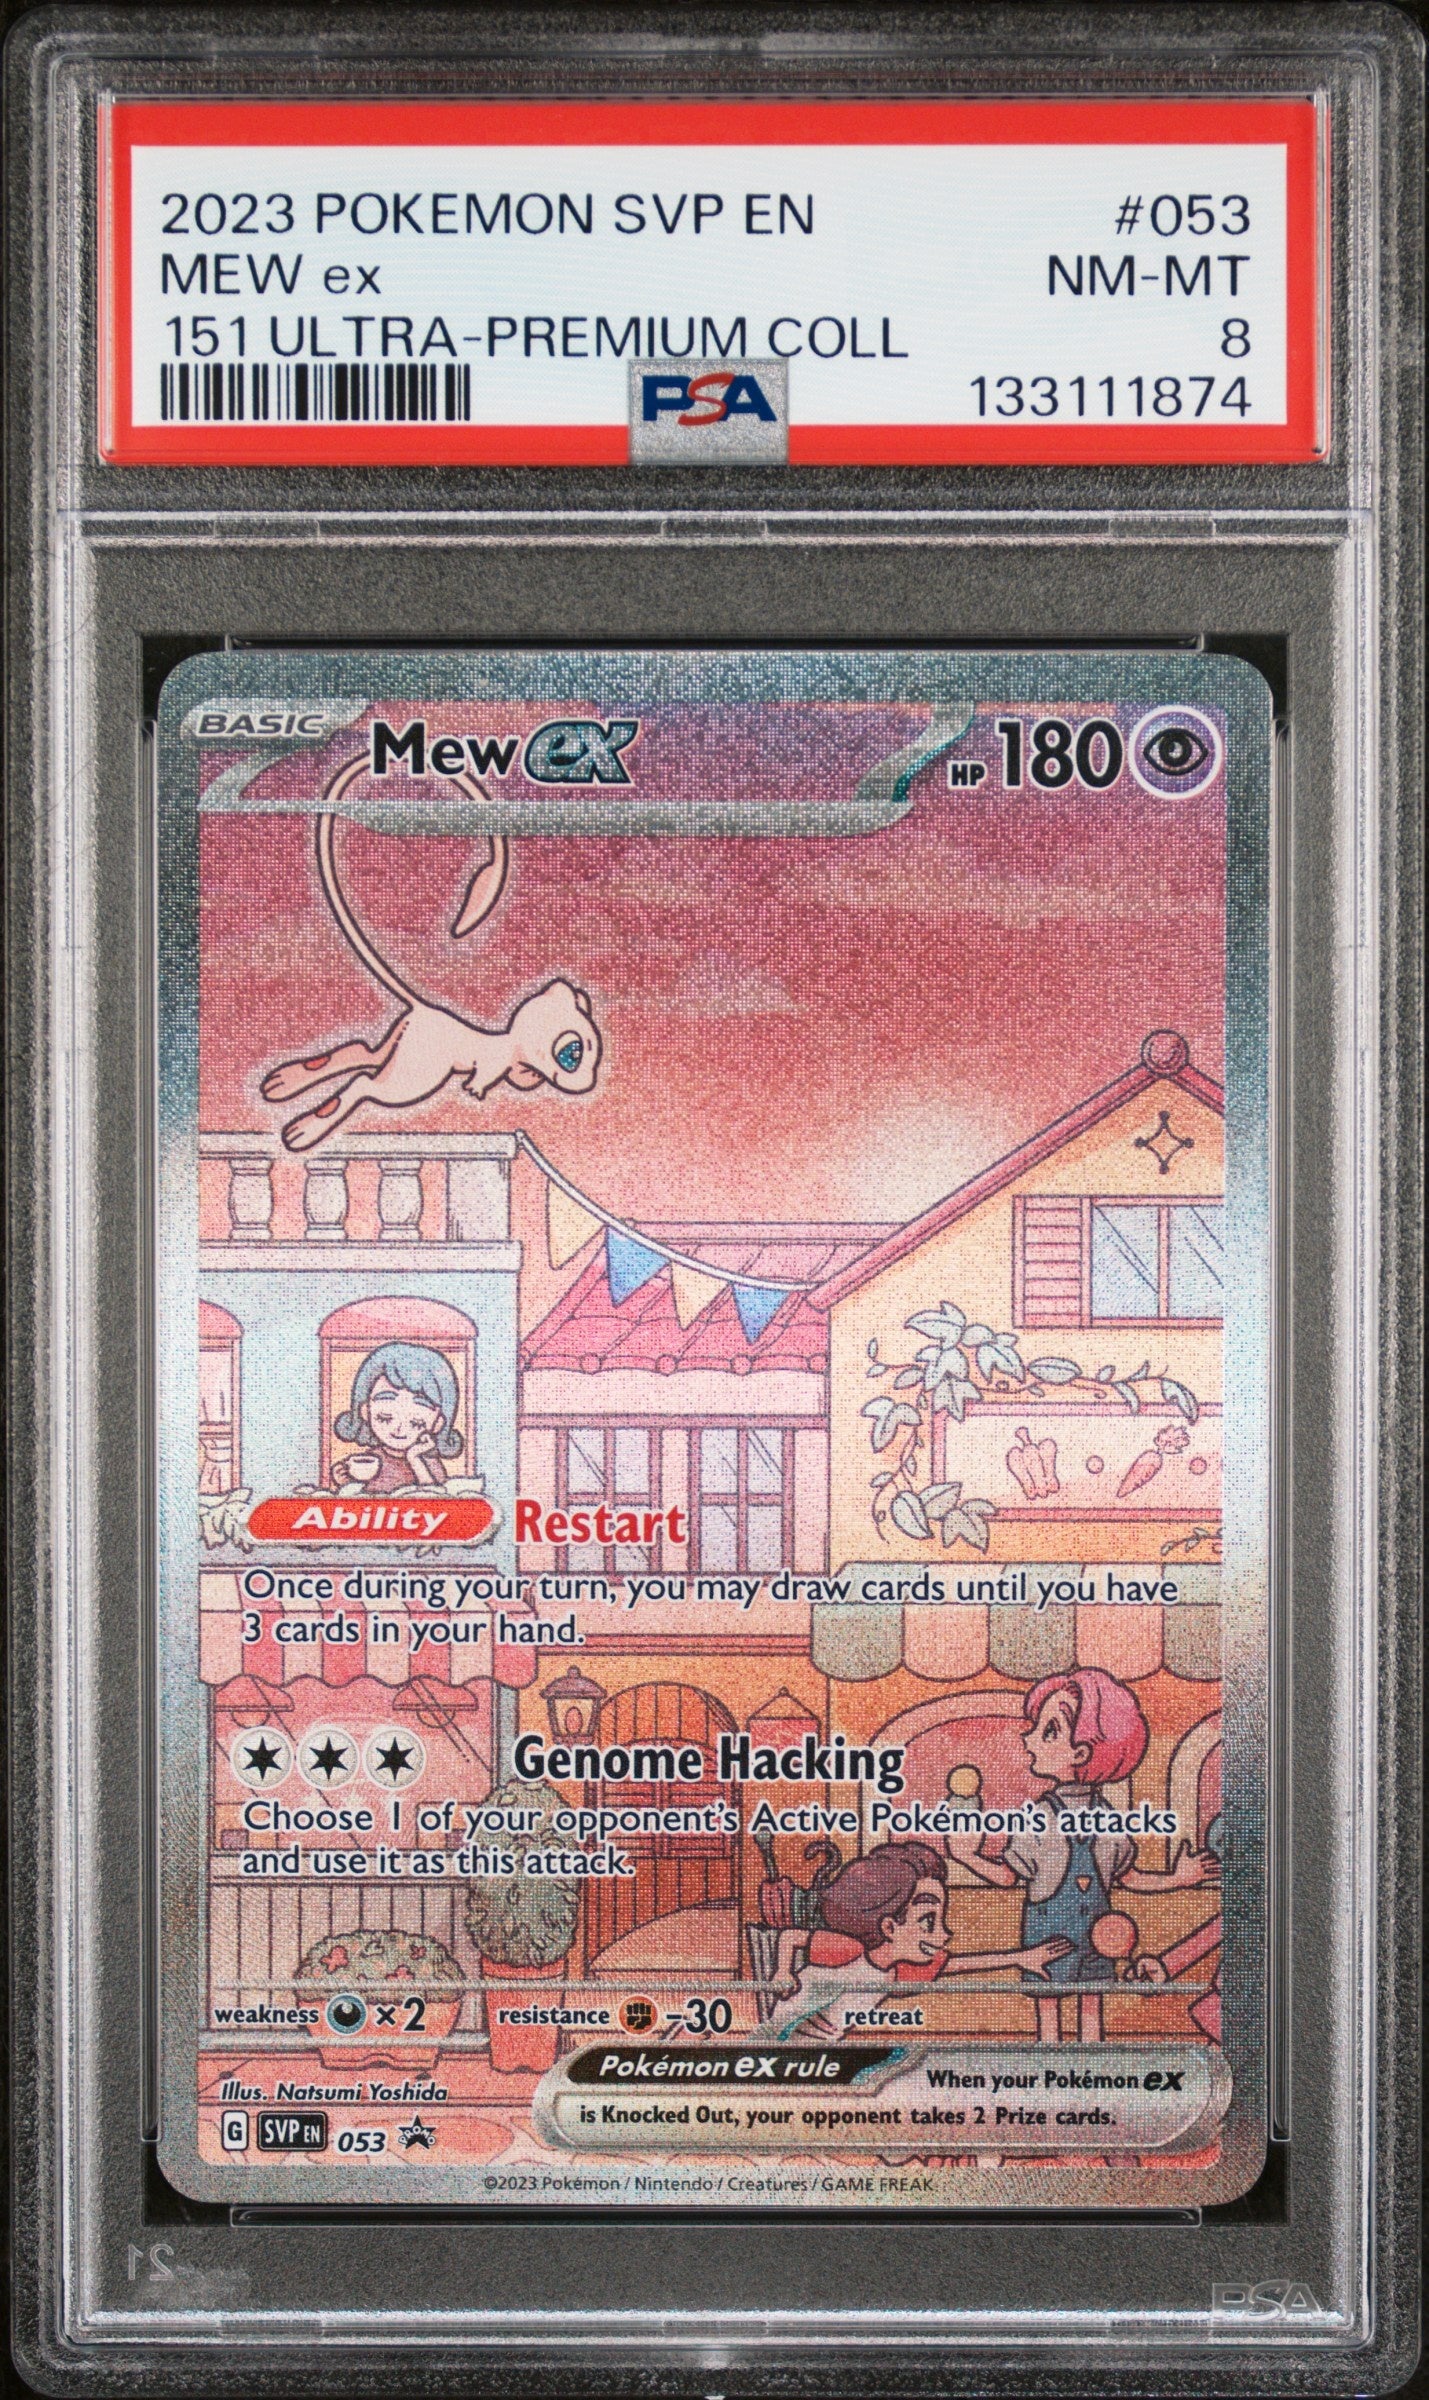 2023 POKEMON SVP EN #053
MEW ex NM-MT
151 ULTRA-PREMIUM COLL 8
PSA 133111874
BASIC Mew ex HP 180
Ability Restart
Once during your turn, you may draw cards until you have
3 cards in your hand.
Genome Hacking
Choose 1 of your opponent's Active Pokémon's attacks
and use it as this attack.
weakness ×2 resistance -30 retreat
Pokémon ex rule When your Pokémon ex
is Knocked Out, your opponent takes 2 Prize cards.
Illus. Natsumi Yoshida
G SVP EN 053 PROMO
©2023 Pokémon / Nintendo / Creatures / GAME FREAK
21
PSA